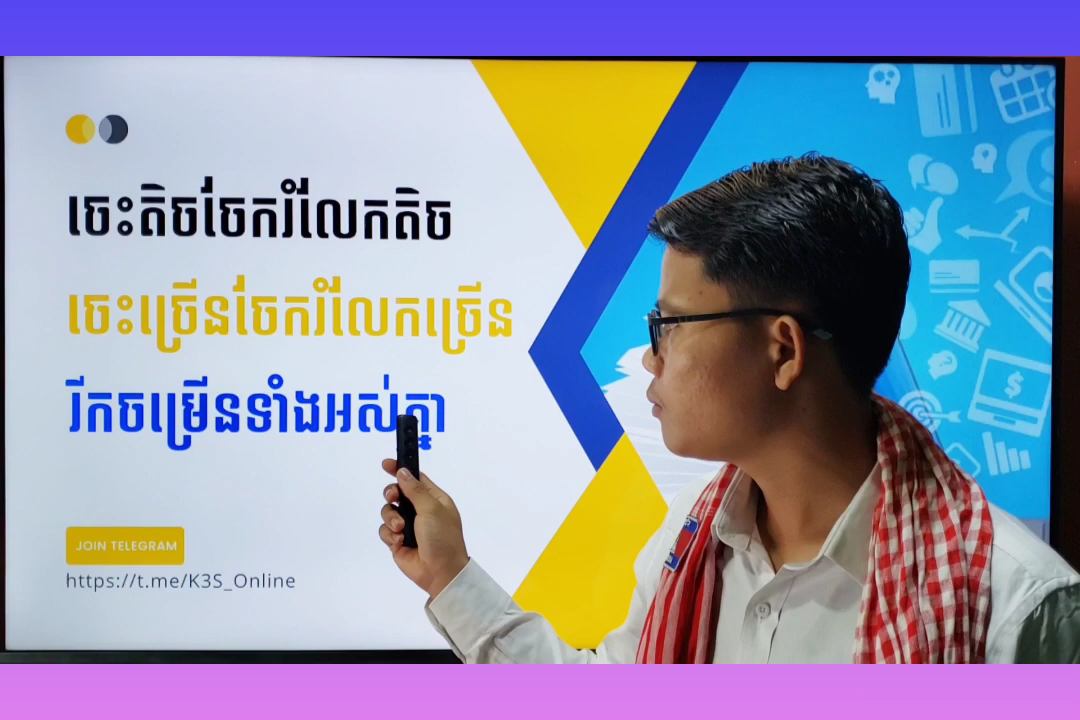 ចេះតិចចែករំលែកតិច
ចេះច្រើនចែករំលែកច្រើន
រីកចម្រើនទាំងអស់គ្នា
JOIN TELEGRAM
https://t.me/K3S_Online